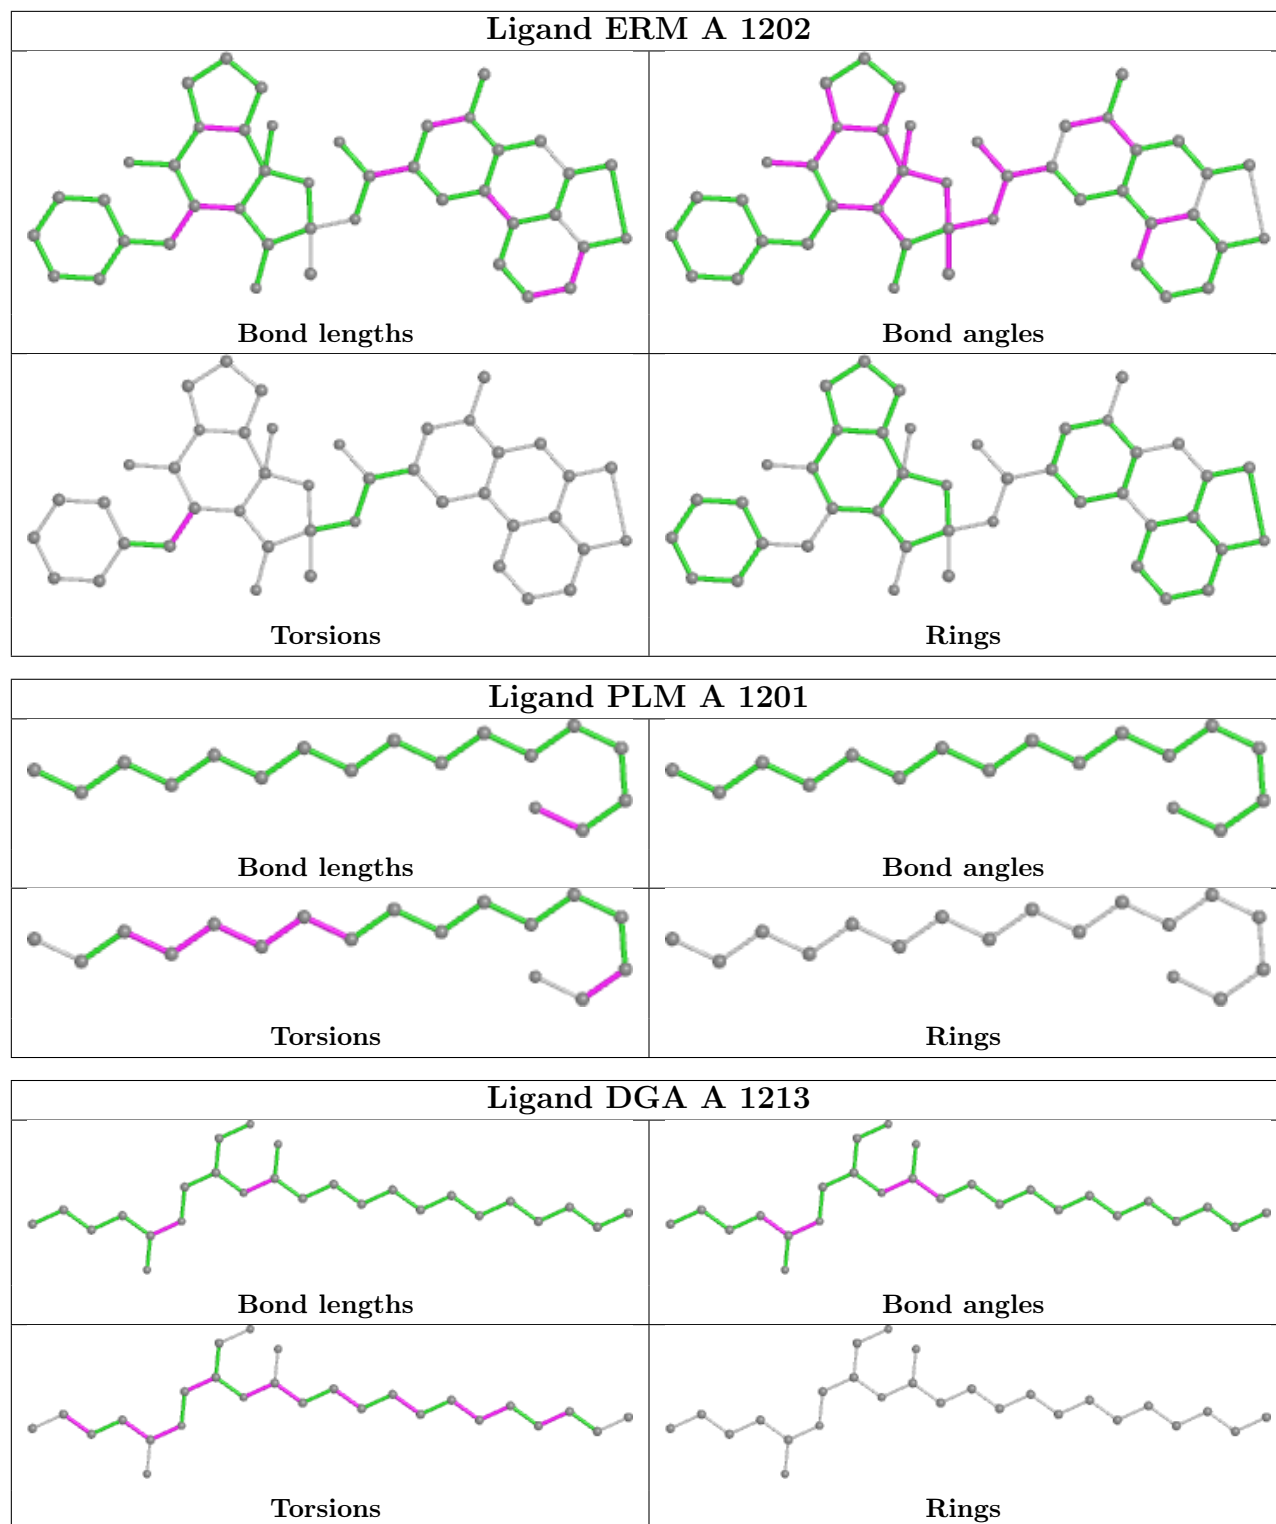 Ligand ERM A 1202
Bond lengths
Bond angles
Torsions
Rings
Ligand PLM A 1201
Bond lengths
Bond angles
Torsions
Rings
Ligand DGA A 1213
Bond lengths
Bond angles
Torsions
Rings